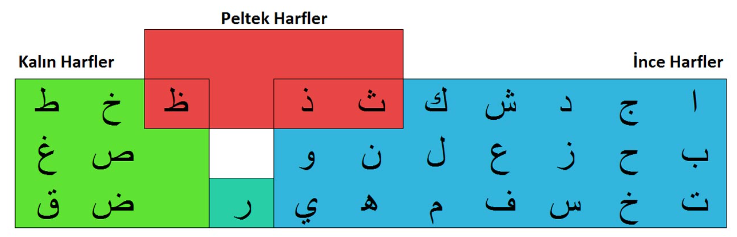 Peltek Harfler
Kalın Harfler İnce Harfler
ا ج د ش ك ث ذ ظ خ ط
ب ح ز ع ل ن و ص غ
ت خ س ف م ه ي ر ض ق